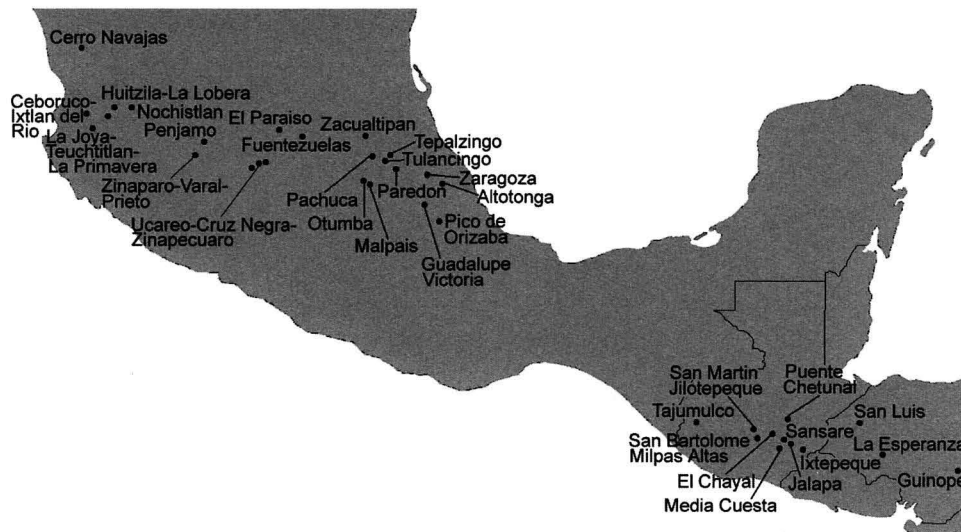 Cerro Navajas
Huitzila-La Lobera
Ceboruco-
Ixtlan del
Rio
Nochistlan
Penjamo
La Joya-
Teuchtitlan-
La Primavera
El Paraiso
Fuentezuelas
Zacualtipan
Tepalzingo
Tulancingo
Zaragoza
Altotonga
Zinaparo-Varal-
Prieto
Pachuca
Paredon
Ucareo-Cruz Negra-
Zinapecuaro
Otumba
Malpais
Pico de
Orizaba
Guadalupe
Victoria
San Martin
Jilotepeque
Puente
Chetunal
Tajumulco
San Luis
Sansare
San Bartolome
Milpas Altas
La Esperanza
Ixtepeque
El Chayal
Jalapa
Guinope
Media Cuesta